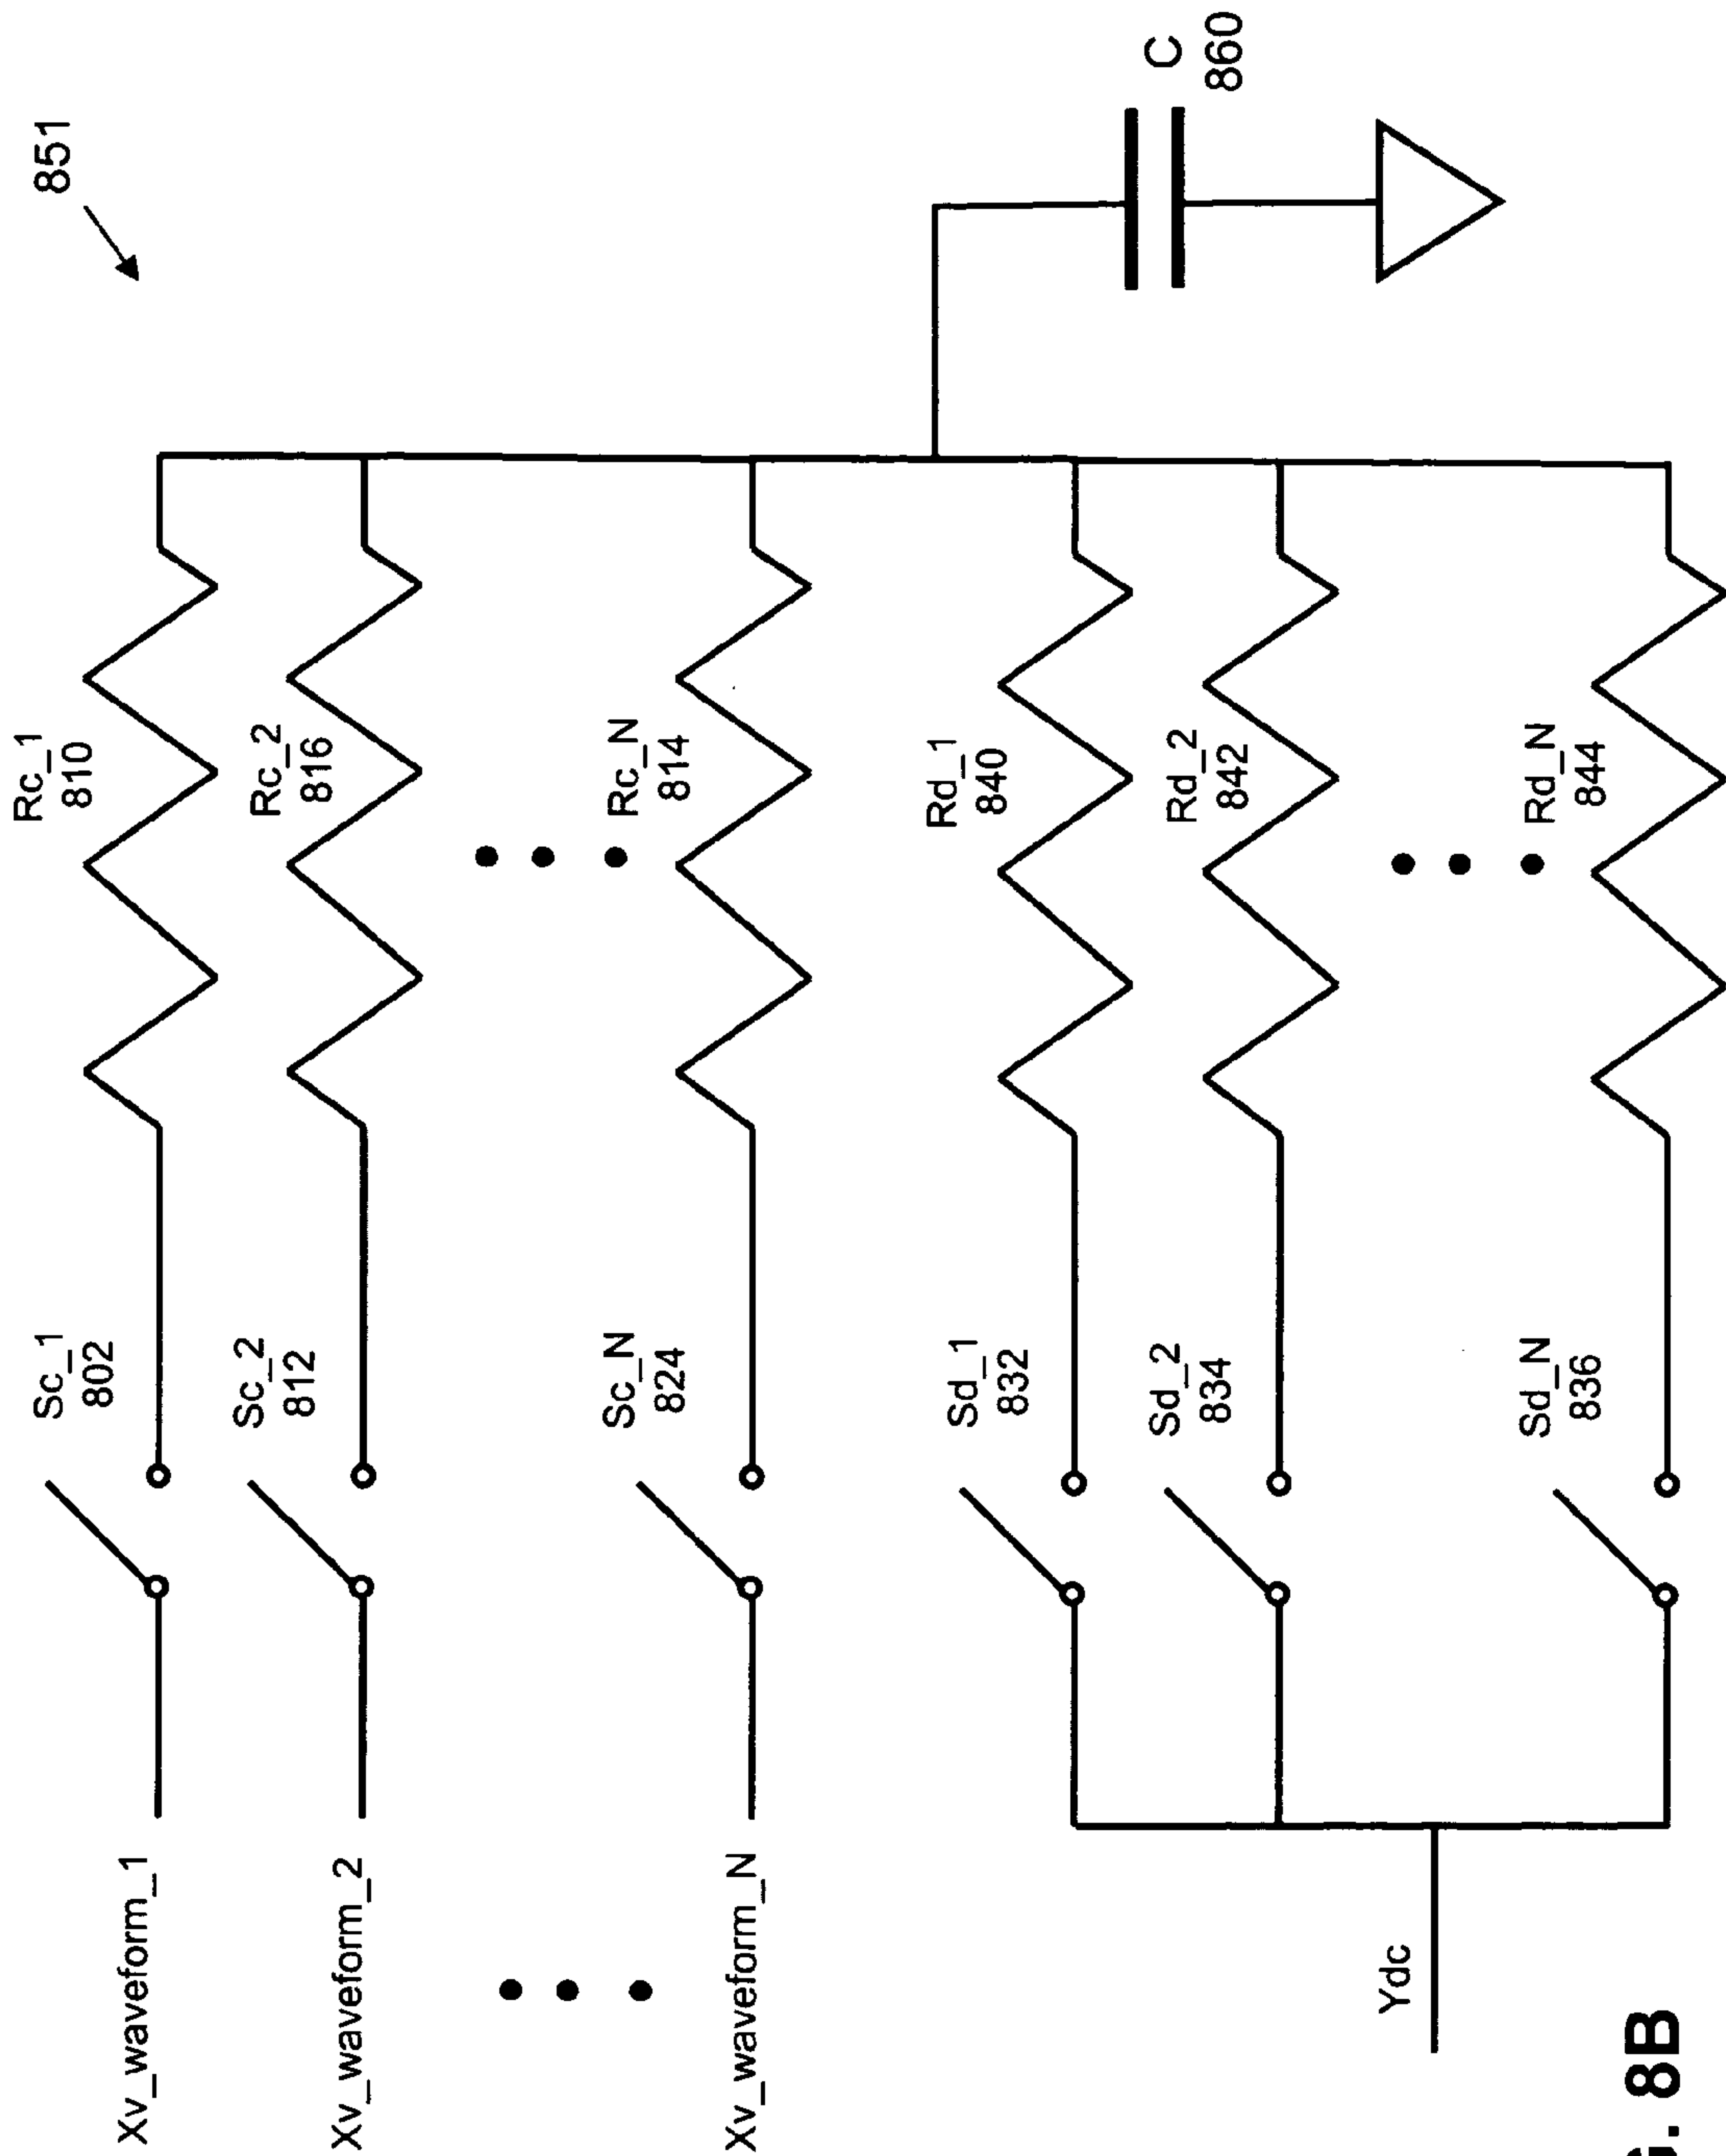 851
Xv_waveform_1
Sc_1
802
Rc_1
810
Xv_waveform_2
Sc_2
812
Rc_2
816
Xv_waveform_N
Sc_N
824
Rc_N
814
C
860
Sd_1
832
Rd_1
840
Sd_2
834
Rd_2
842
Ydc
Sd_N
836
Rd_N
844
8B